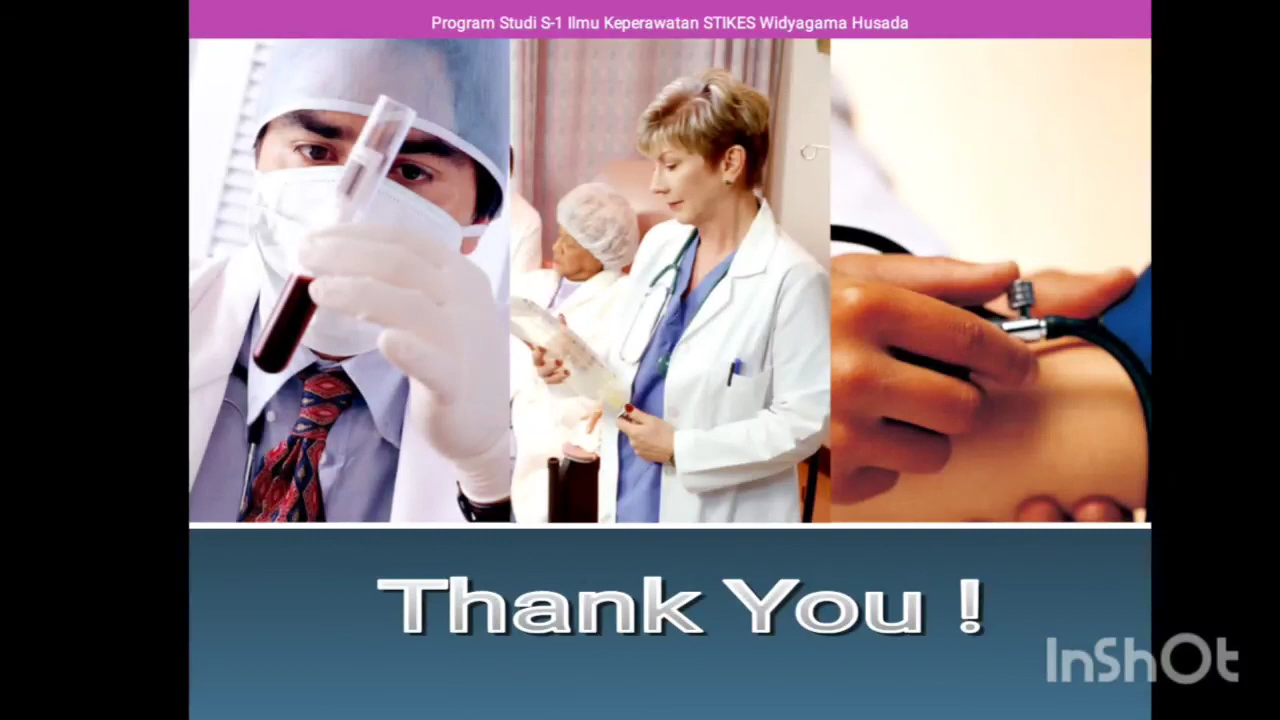 Program Studi S-1 Ilmu Keperawatan STIKES Widyagama Husada
Thank You !
InShOt